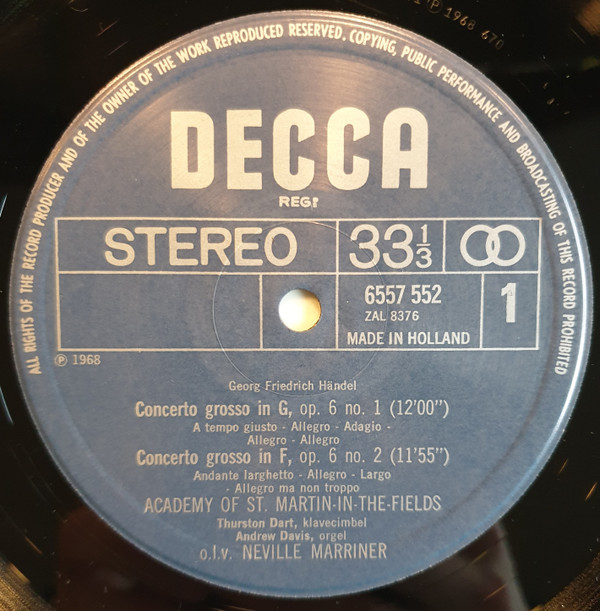 ℗ 1968 670
ALL RIGHTS OF THE RECORD PRODUCER AND OF THE OWNER OF THE WORK REPRODUCED RESERVED. COPYING, PUBLIC PERFORMANCE AND BROADCASTING OF THIS RECORD PROHIBITED
DECCA
REG!
STEREO 33⅓
6557 552 1
ZAL 8376
MADE IN HOLLAND
℗ 1968
Georg Friedrich Händel
Concerto grosso in G, op. 6 no. 1 (12'00")
A tempo giusto - Allegro - Adagio -
Allegro - Allegro
Concerto grosso in F, op. 6 no. 2 (11'55")
Andante larghetto - Allegro - Largo
- Allegro ma non troppo
ACADEMY OF ST. MARTIN-IN-THE-FIELDS
Thurston Dart, klavecimbel
Andrew Davis, orgel
o.l.v. NEVILLE MARRINER